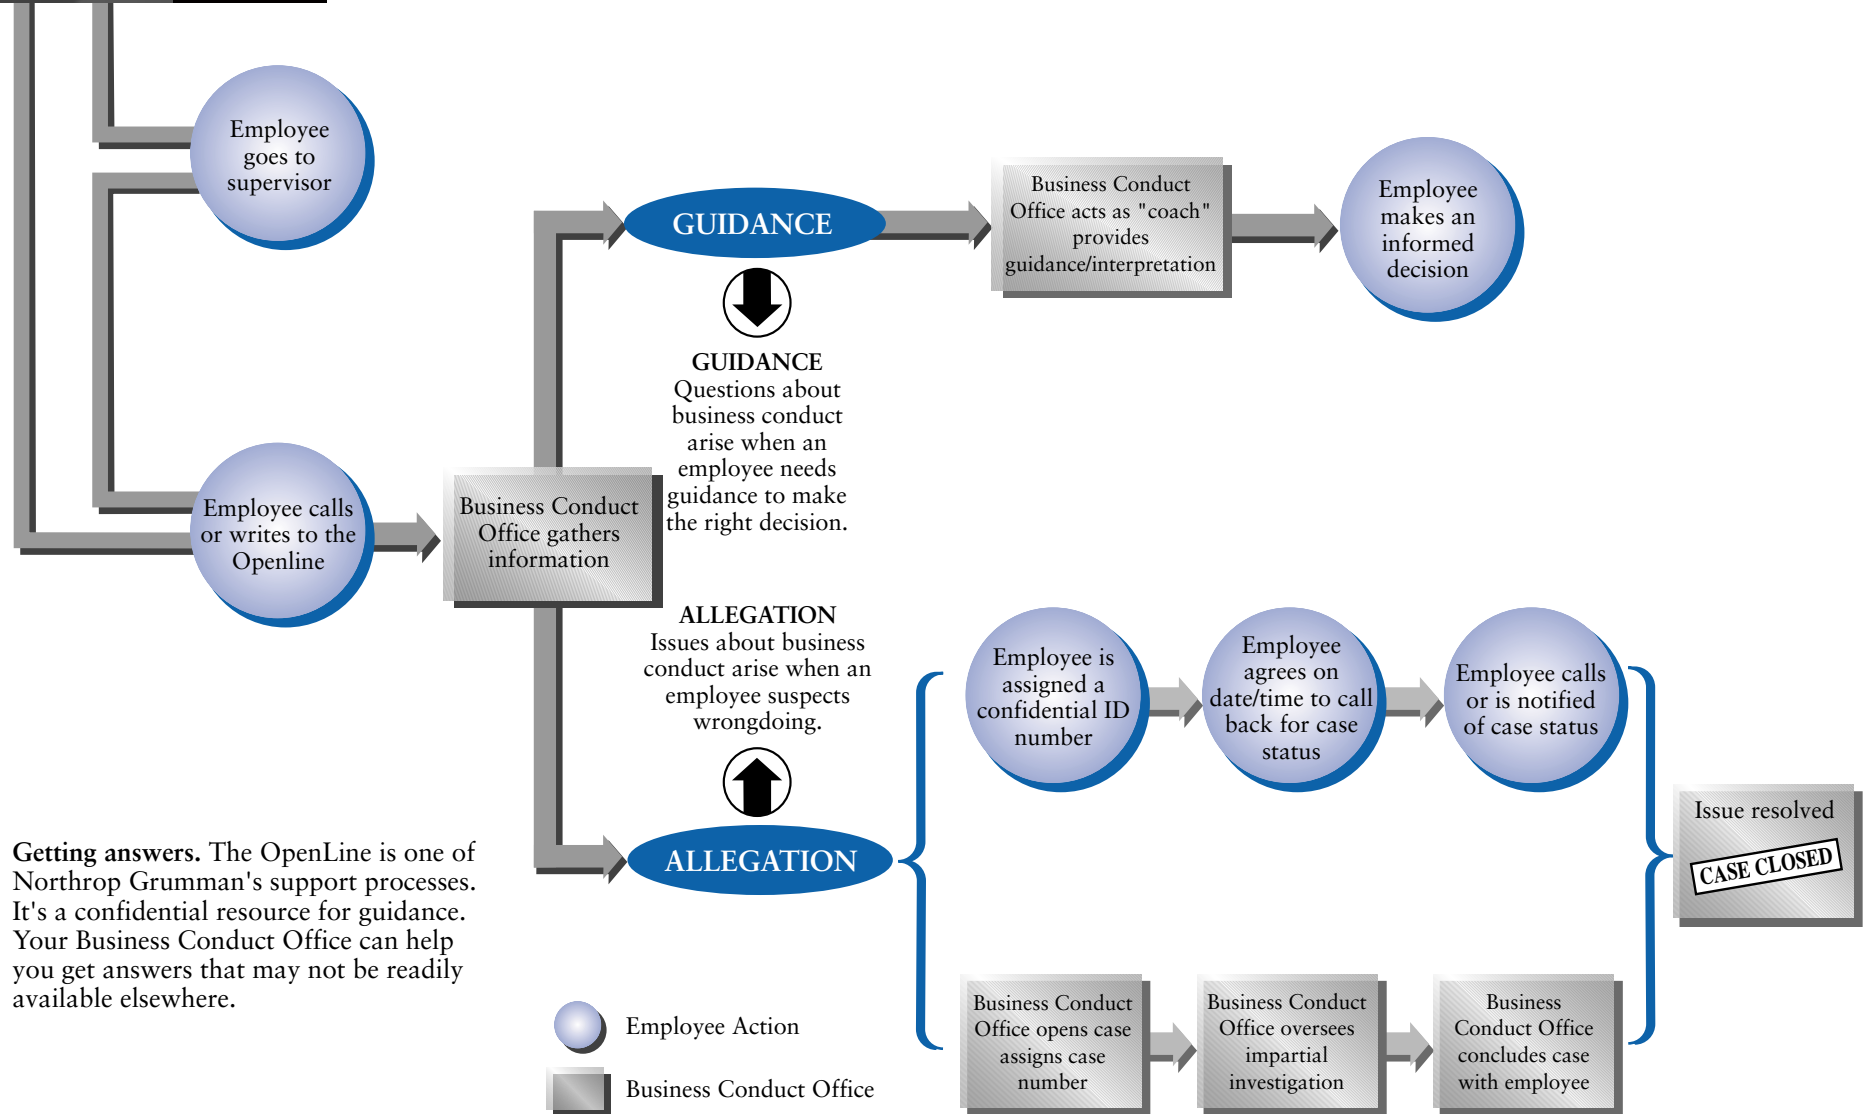 Employee
goes to
supervisor
GUIDANCE
Business Conduct
Office acts as "coach"
provides
guidance/interpretation
Employee
makes an
informed
decision
GUIDANCE
Questions about
business conduct
arise when an
employee needs
guidance to make
the right decision.
Employee calls
or writes to the
Openline
Business Conduct
Office gathers
information
ALLEGATION
Issues about business
conduct arise when an
employee suspects
wrongdoing.
ALLEGATION
Employee is
assigned a
confidential ID
number
Employee
agrees on
date/time to call
back for case
status
Employee calls
or is notified
of case status
Issue resolved
CASE CLOSED
Business Conduct
Office opens case
assigns case
number
Business Conduct
Office oversees
impartial
investigation
Business
Conduct Office
concludes case
with employee
Getting answers. The OpenLine is one of
Northrop Grumman's support processes.
It's a confidential resource for guidance.
Your Business Conduct Office can help
you get answers that may not be readily
available elsewhere.
Employee Action
Business Conduct Office